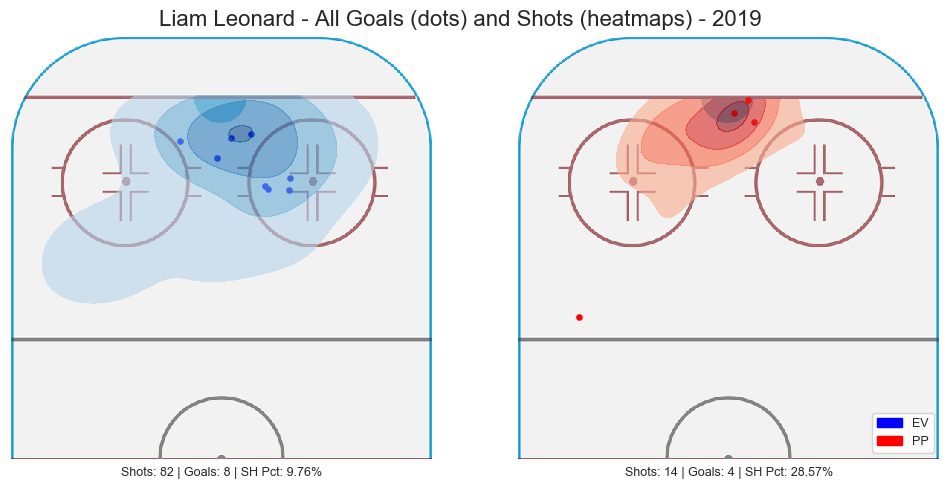 Liam Leonard - All Goals (dots) and Shots (heatmaps) - 2019
EV
PP
Shots: 82 | Goals: 8 | SH Pct: 9.76%
Shots: 14 | Goals: 4 | SH Pct: 28.57%